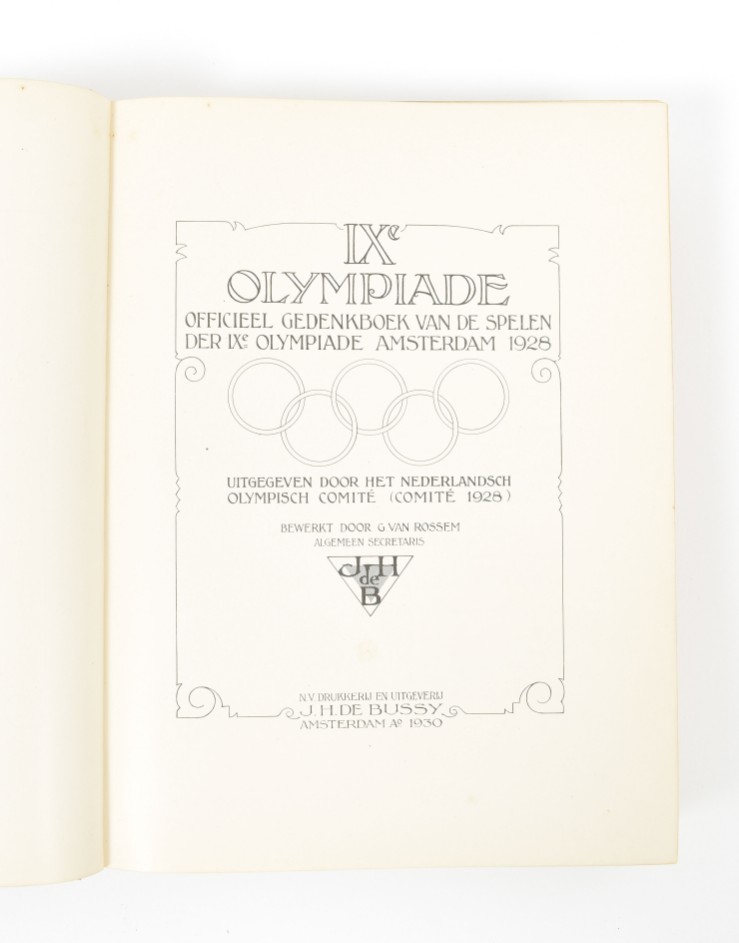 IXe
OLYMPIADE
OFFICIEEL GEDENKBOEK VAN DE SPELEN
DER IXe OLYMPIADE AMSTERDAM 1928
UITGEGEVEN DOOR HET NEDERLANDSCH
OLYMPISCH COMITÉ (COMITÉ 1928)
BEWERKT DOOR G. VAN ROSSEM
ALGEMEEN SECRETARIS
J.H
de
B
N.V. DRUKKERIJ EN UITGEVERIJ
J.H. DE BUSSY
AMSTERDAM Ao 1930